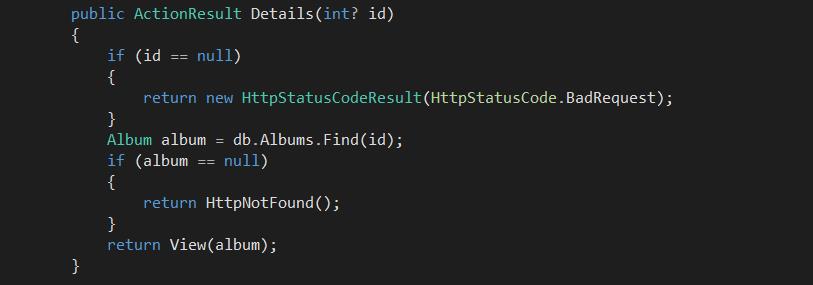 public ActionResult Details(int? id)
{
    if (id == null)
    {
        return new HttpStatusCodeResult(HttpStatusCode.BadRequest);
    }
    Album album = db.Albums.Find(id);
    if (album == null)
    {
        return HttpNotFound();
    }
    return View(album);
}